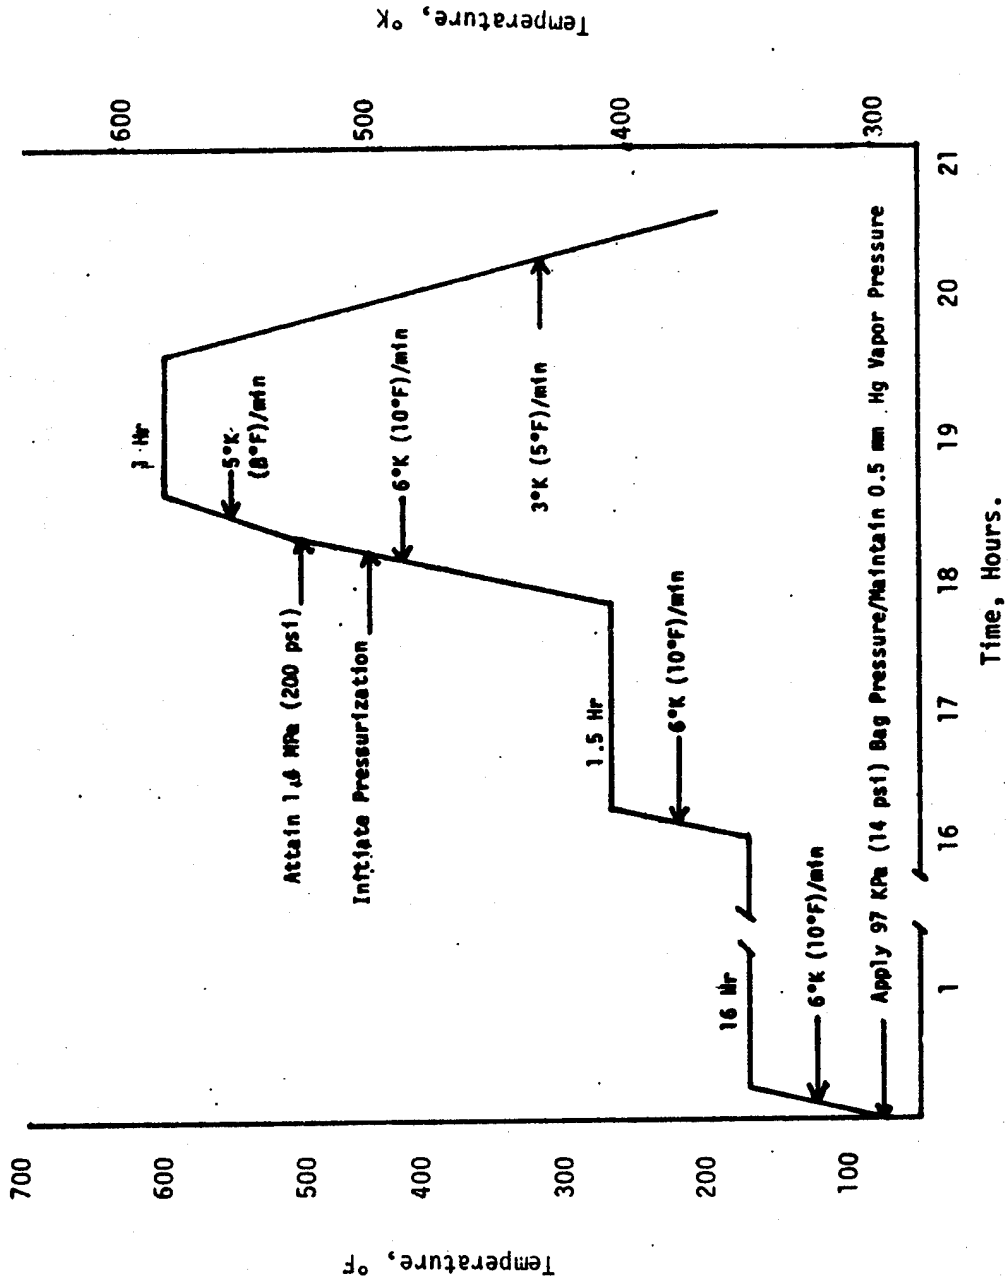 Temperature, °F
700
600
500
400
300
200
100
Temperature, °K
600
500
400
300
Hr
5°K
(8°F)/min
Attain MPa (200 psi)
Initiate Pressurization
6°K (10°F)/min
3°K (5°F)/min
1.5 Hr
6°K (10°F)/min
16 Hr
6°K (10°F)/min
Apply 97 KPa (14 psi) Bag Pressure/Maintain 0.5 mm Hg Vapor Pressure
1
16
17
18
19
20
21
Time, Hours.